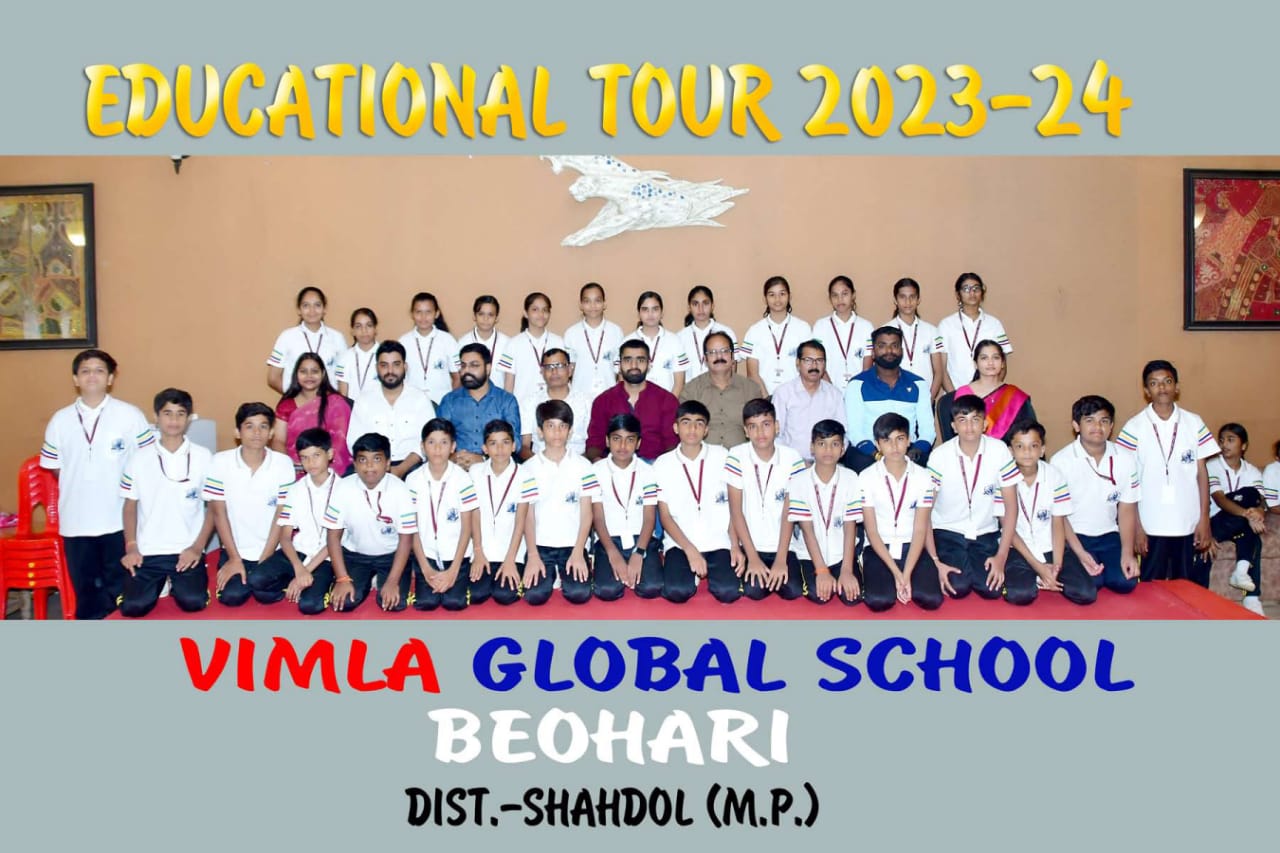 EDUCATIONAL TOUR 2023-24
VIMLA GLOBAL SCHOOL
BEOHARI
DIST.-SHAHDOL (M.P.)